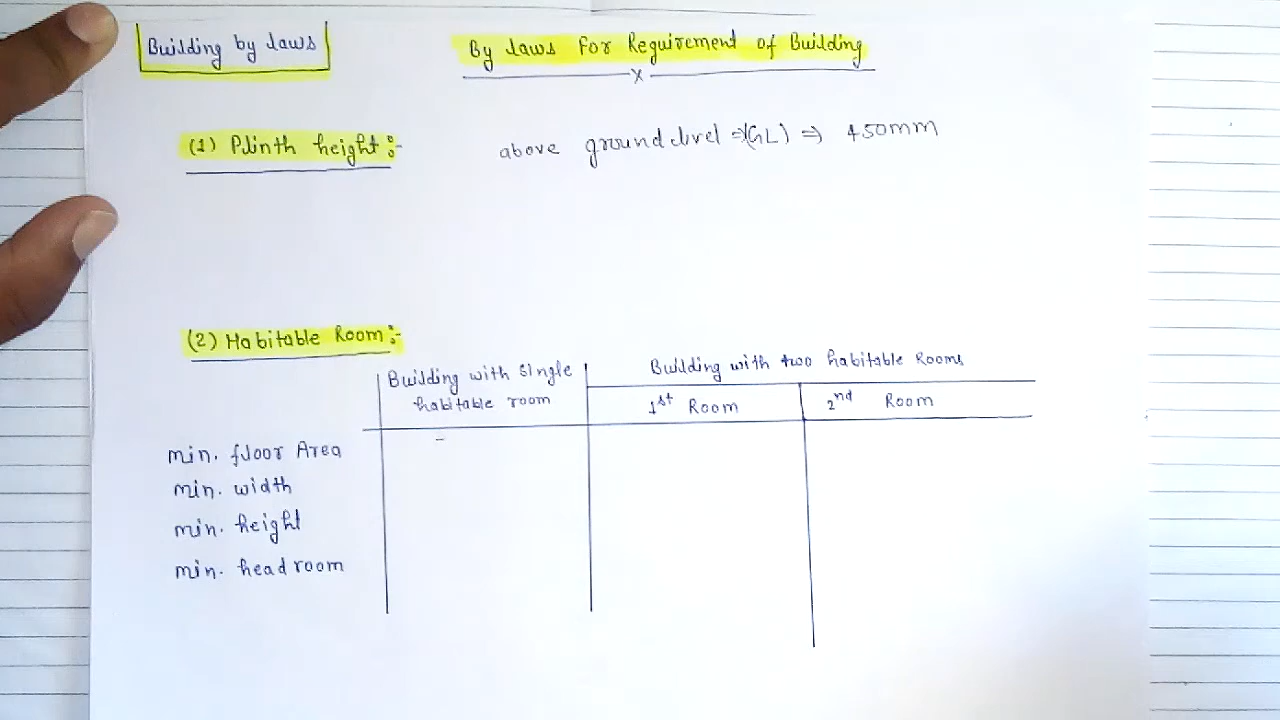 Building by laws
By laws For Requirement of Building
x
(1) Plinth height:-
above ground level ⇒(GL) ⇒ 450mm
(2) Habitable Room:-
Building with single habitable room
Building with two habitable Rooms
1st Room
2nd Room
min. floor Area
min. width
min. height
min. headroom